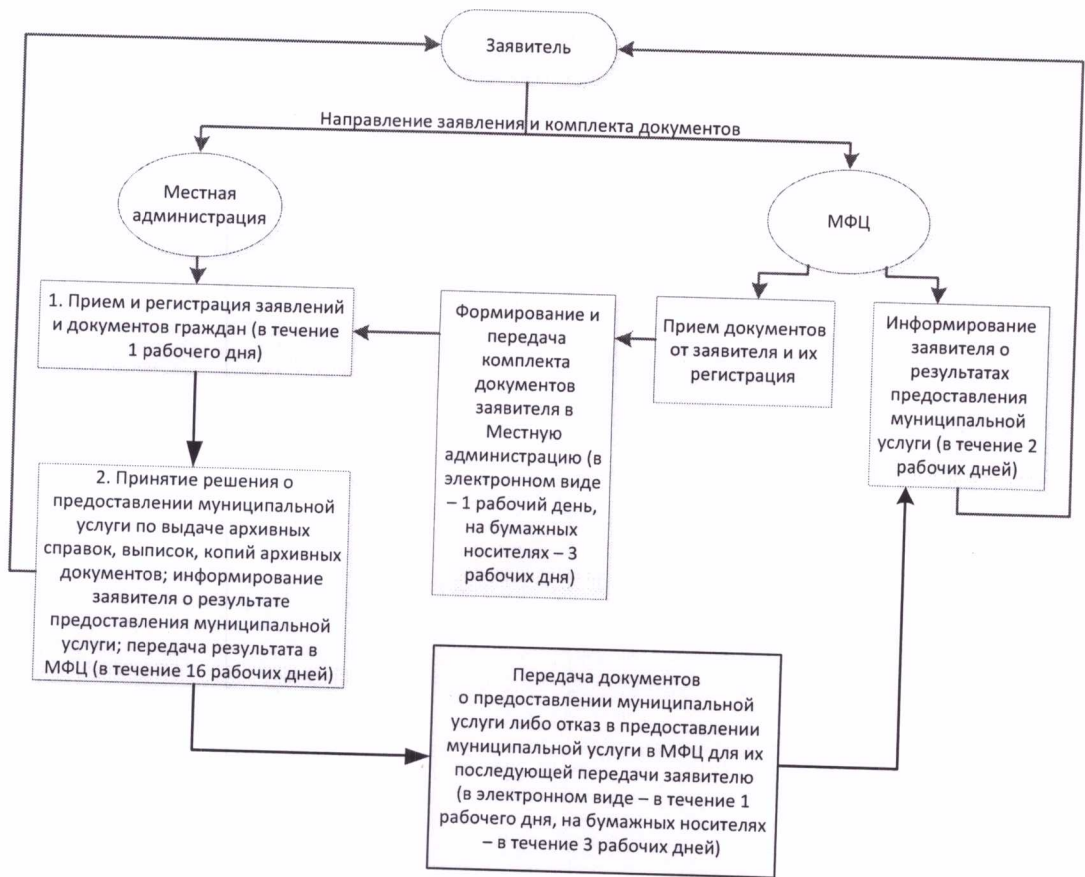 Заявитель
Направление заявления и комплекта документов
Местная
администрация
МФЦ
1. Прием и регистрация заявлений
и документов граждан (в течение
1 рабочего дня)
Формирование и
передача
комплекта
документов
заявителя в
Местную
администрацию (в
электронном виде
– 1 рабочий день,
на бумажных
носителях – 3
рабочих дня)
Прием документов
от заявителя и их
регистрация
Информирование
заявителя о
результатах
предоставления
муниципальной
услуги (в течение 2
рабочих дней)
2. Принятие решения о
предоставлении муниципальной
услуги по выдаче архивных
справок, выписок, копий архивных
документов; информирование
заявителя о результате
предоставления муниципальной
услуги; передача результата в
МФЦ (в течение 16 рабочих дней)
Передача документов
о предоставлении муниципальной
услуги либо отказ в предоставлении
муниципальной услуги в МФЦ для их
последующей передачи заявителю
(в электронном виде – в течение 1
рабочего дня, на бумажных носителях
– в течение 3 рабочих дней)